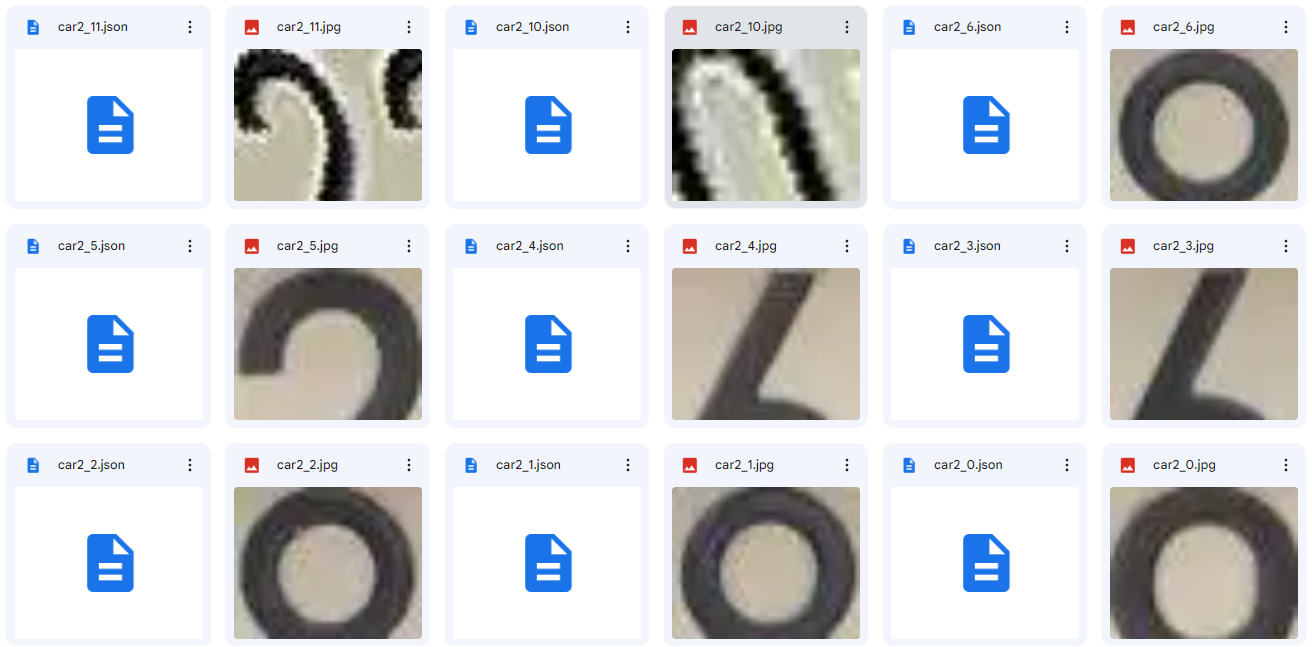 car2_11.json car2_11.jpg car2_10.json car2_10.jpg car2_6.json car2_6.jpg
car2_5.json car2_5.jpg car2_4.json car2_4.jpg car2_3.json car2_3.jpg
car2_2.json car2_2.jpg car2_1.json car2_1.jpg car2_0.json car2_0.jpg